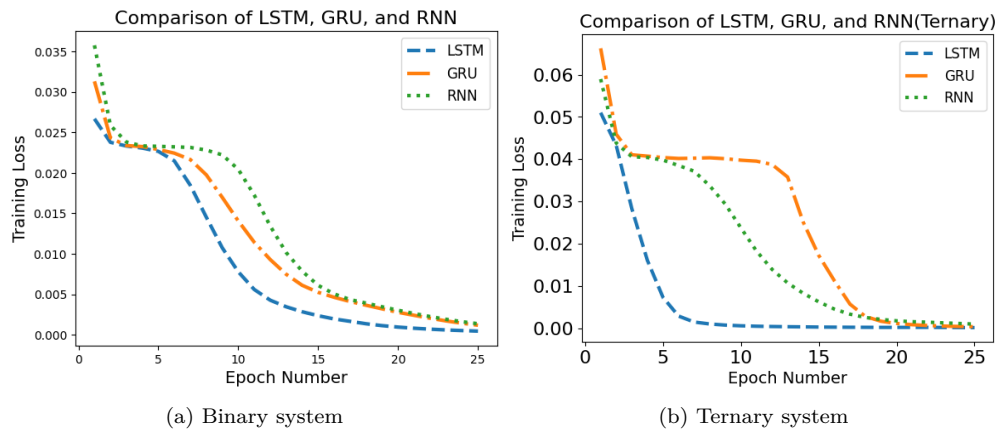 Comparison of LSTM, GRU, and RNN
LSTM
GRU
RNN
0.035
0.030
0.025
0.020
0.015
0.010
0.005
0.000
Training Loss
0 5 10 15 20 25
Epoch Number
(a) Binary system
Comparison of LSTM, GRU, and RNN(Ternary)
LSTM
GRU
RNN
0.06
0.05
0.04
0.03
0.02
0.01
0.00
Training Loss
0 5 10 15 20 25
Epoch Number
(b) Ternary system